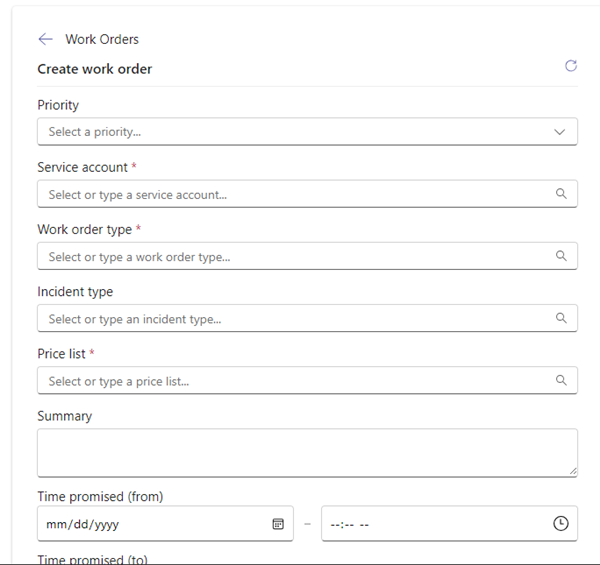 Work Orders
Create work order
Priority
Select a priority...
Service account *
Select or type a service account...
Work order type *
Select or type a work order type...
Incident type
Select or type an incident type...
Price list *
Select or type a price list...
Summary
Time promised (from)
mm/dd/yyyy – --:-- --
Time promised (to)